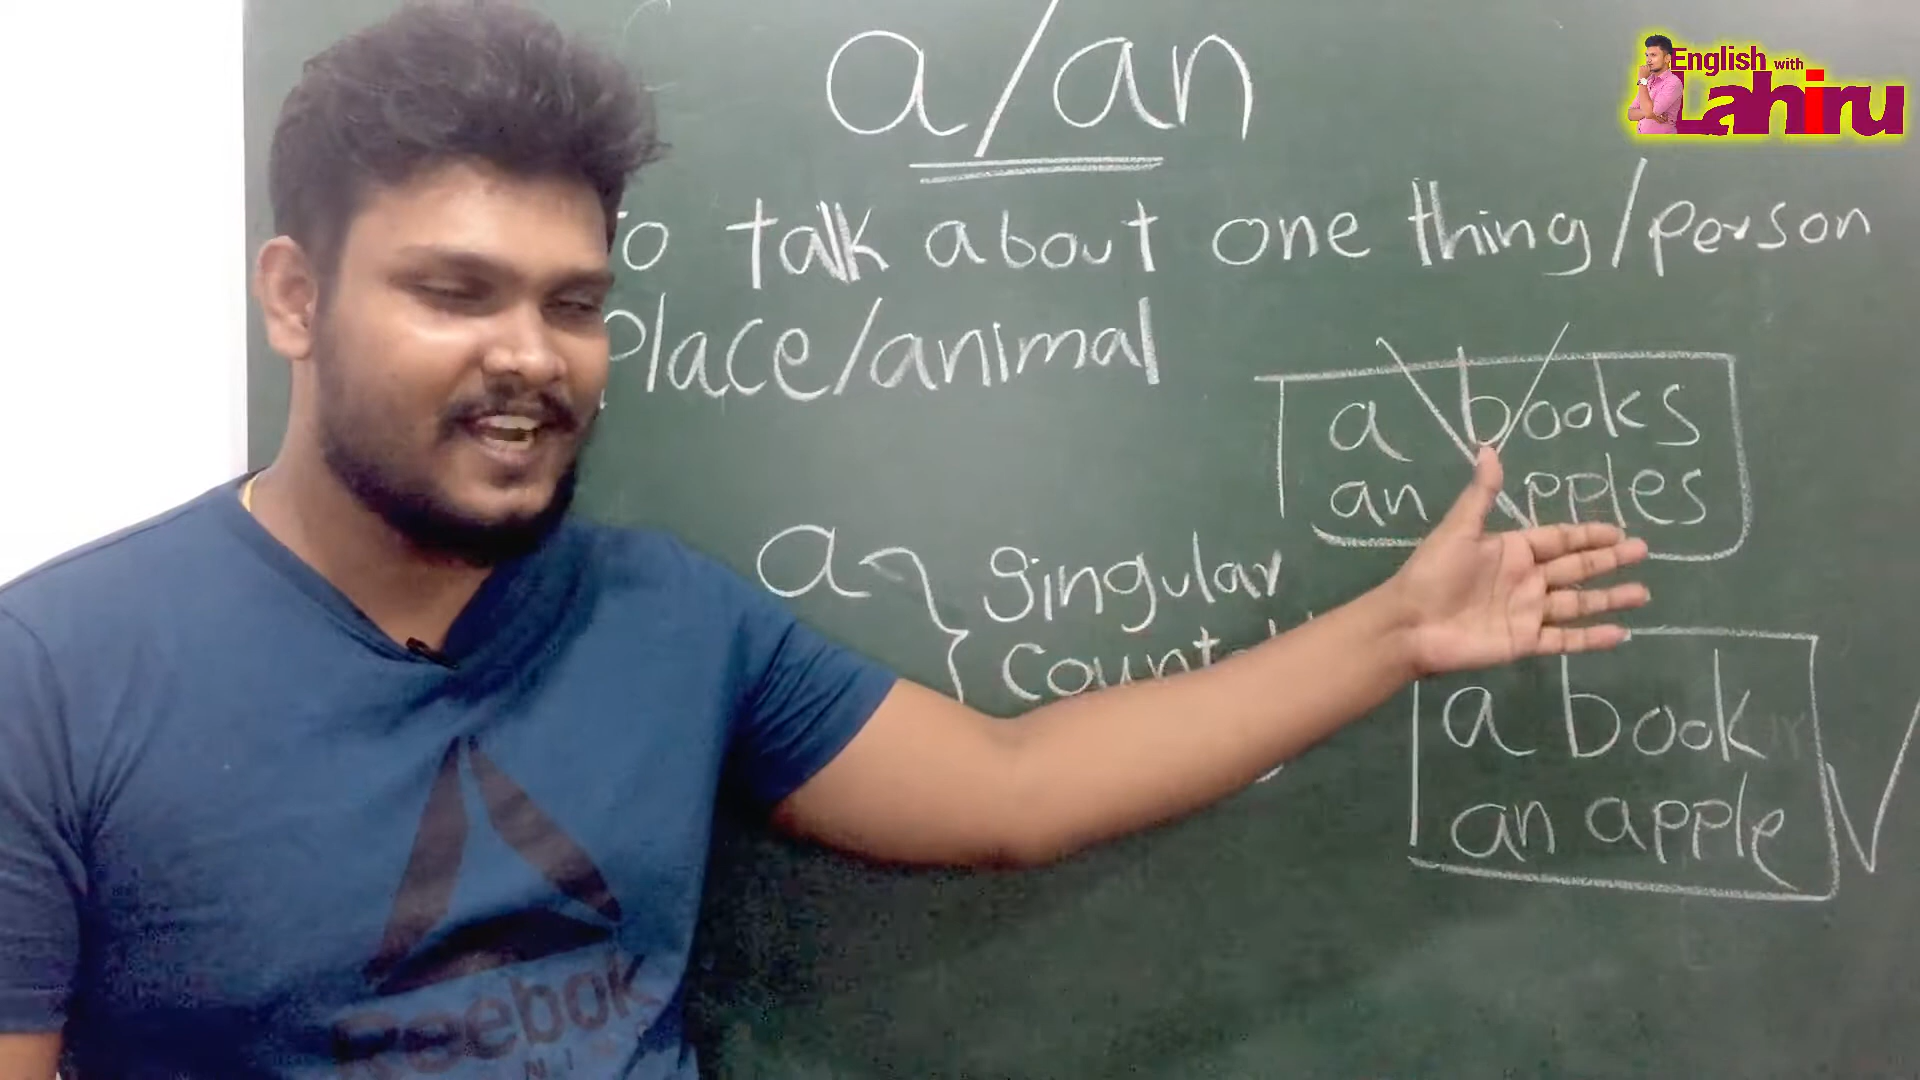 a/an
English with
Lahiru
to talk about one thing/person
place/animal
a books
an apples
a
singular
a book
an apple
Reebok